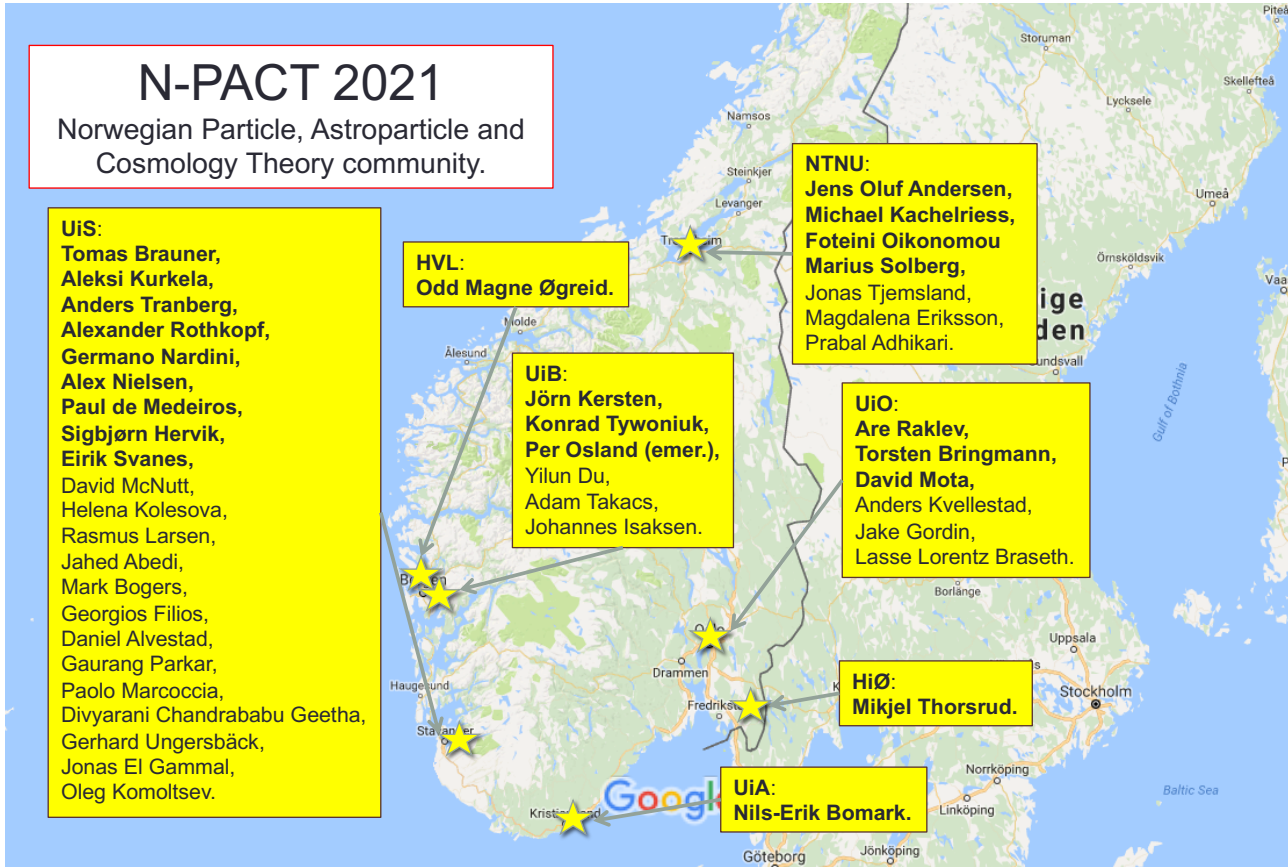 N-PACT 2021
Norwegian Particle, Astroparticle and
Cosmology Theory community.
UiS:
Tomas Brauner,
Aleksi Kurkela,
Anders Tranberg,
Alexander Rothkopf,
Germano Nardini,
Alex Nielsen,
Paul de Medeiros,
Sigbjørn Hervik,
Eirik Svanes,
David McNutt,
Helena Kolesova,
Rasmus Larsen,
Jahed Abedi,
Mark Bogers,
Georgios Filios,
Daniel Alvestad,
Gaurang Parkar,
Paolo Marcoccia,
Divyarani Chandrababu Geetha,
Gerhard Ungersbäck,
Jonas El Gammal,
Oleg Komoltsev.
HVL:
Odd Magne Øgreid.
UiB:
Jörn Kersten,
Konrad Tywoniuk,
Per Osland (emer.),
Yilun Du,
Adam Takacs,
Johannes Isaksen.
NTNU:
Jens Oluf Andersen,
Michael Kachelriess,
Foteini Oikonomou
Marius Solberg,
Jonas Tjemsland,
Magdalena Eriksson,
Prabal Adhikari.
UiO:
Are Raklev,
Torsten Bringmann,
David Mota,
Anders Kvellestad,
Jake Gordin,
Lasse Lorentz Braseth.
HiØ:
Mikjel Thorsrud.
UiA:
Nils-Erik Bomark.
Storuman
Skellefteå
Lycksele
Namsos
Steinkjer
Levanger
Umeå
Örnsköldsvik
Molde
Ålesund
Gulf of Bothnia
Borlänge
Uppsala
Drammen
Stockholm
Norrköping
Linköping
Baltic Sea
Jönköping
Göteborg